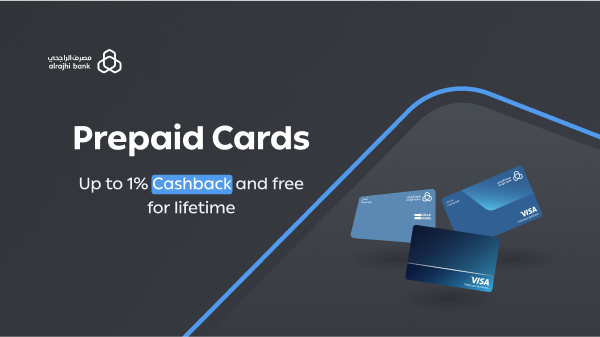 مصرف الراجحي
alrajhi bank
Prepaid Cards
Up to 1% Cashback and free
for lifetime
VISA
VISA